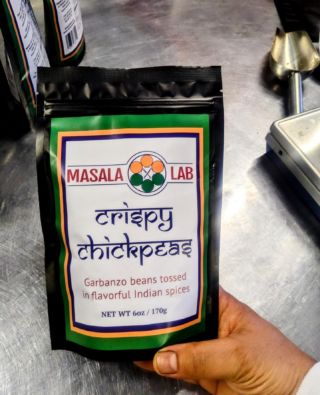 MASALA LAB
crispy
chickpeas
Garbanzo beans tossed
in flavorful Indian spices
NET WT 6oz / 170g